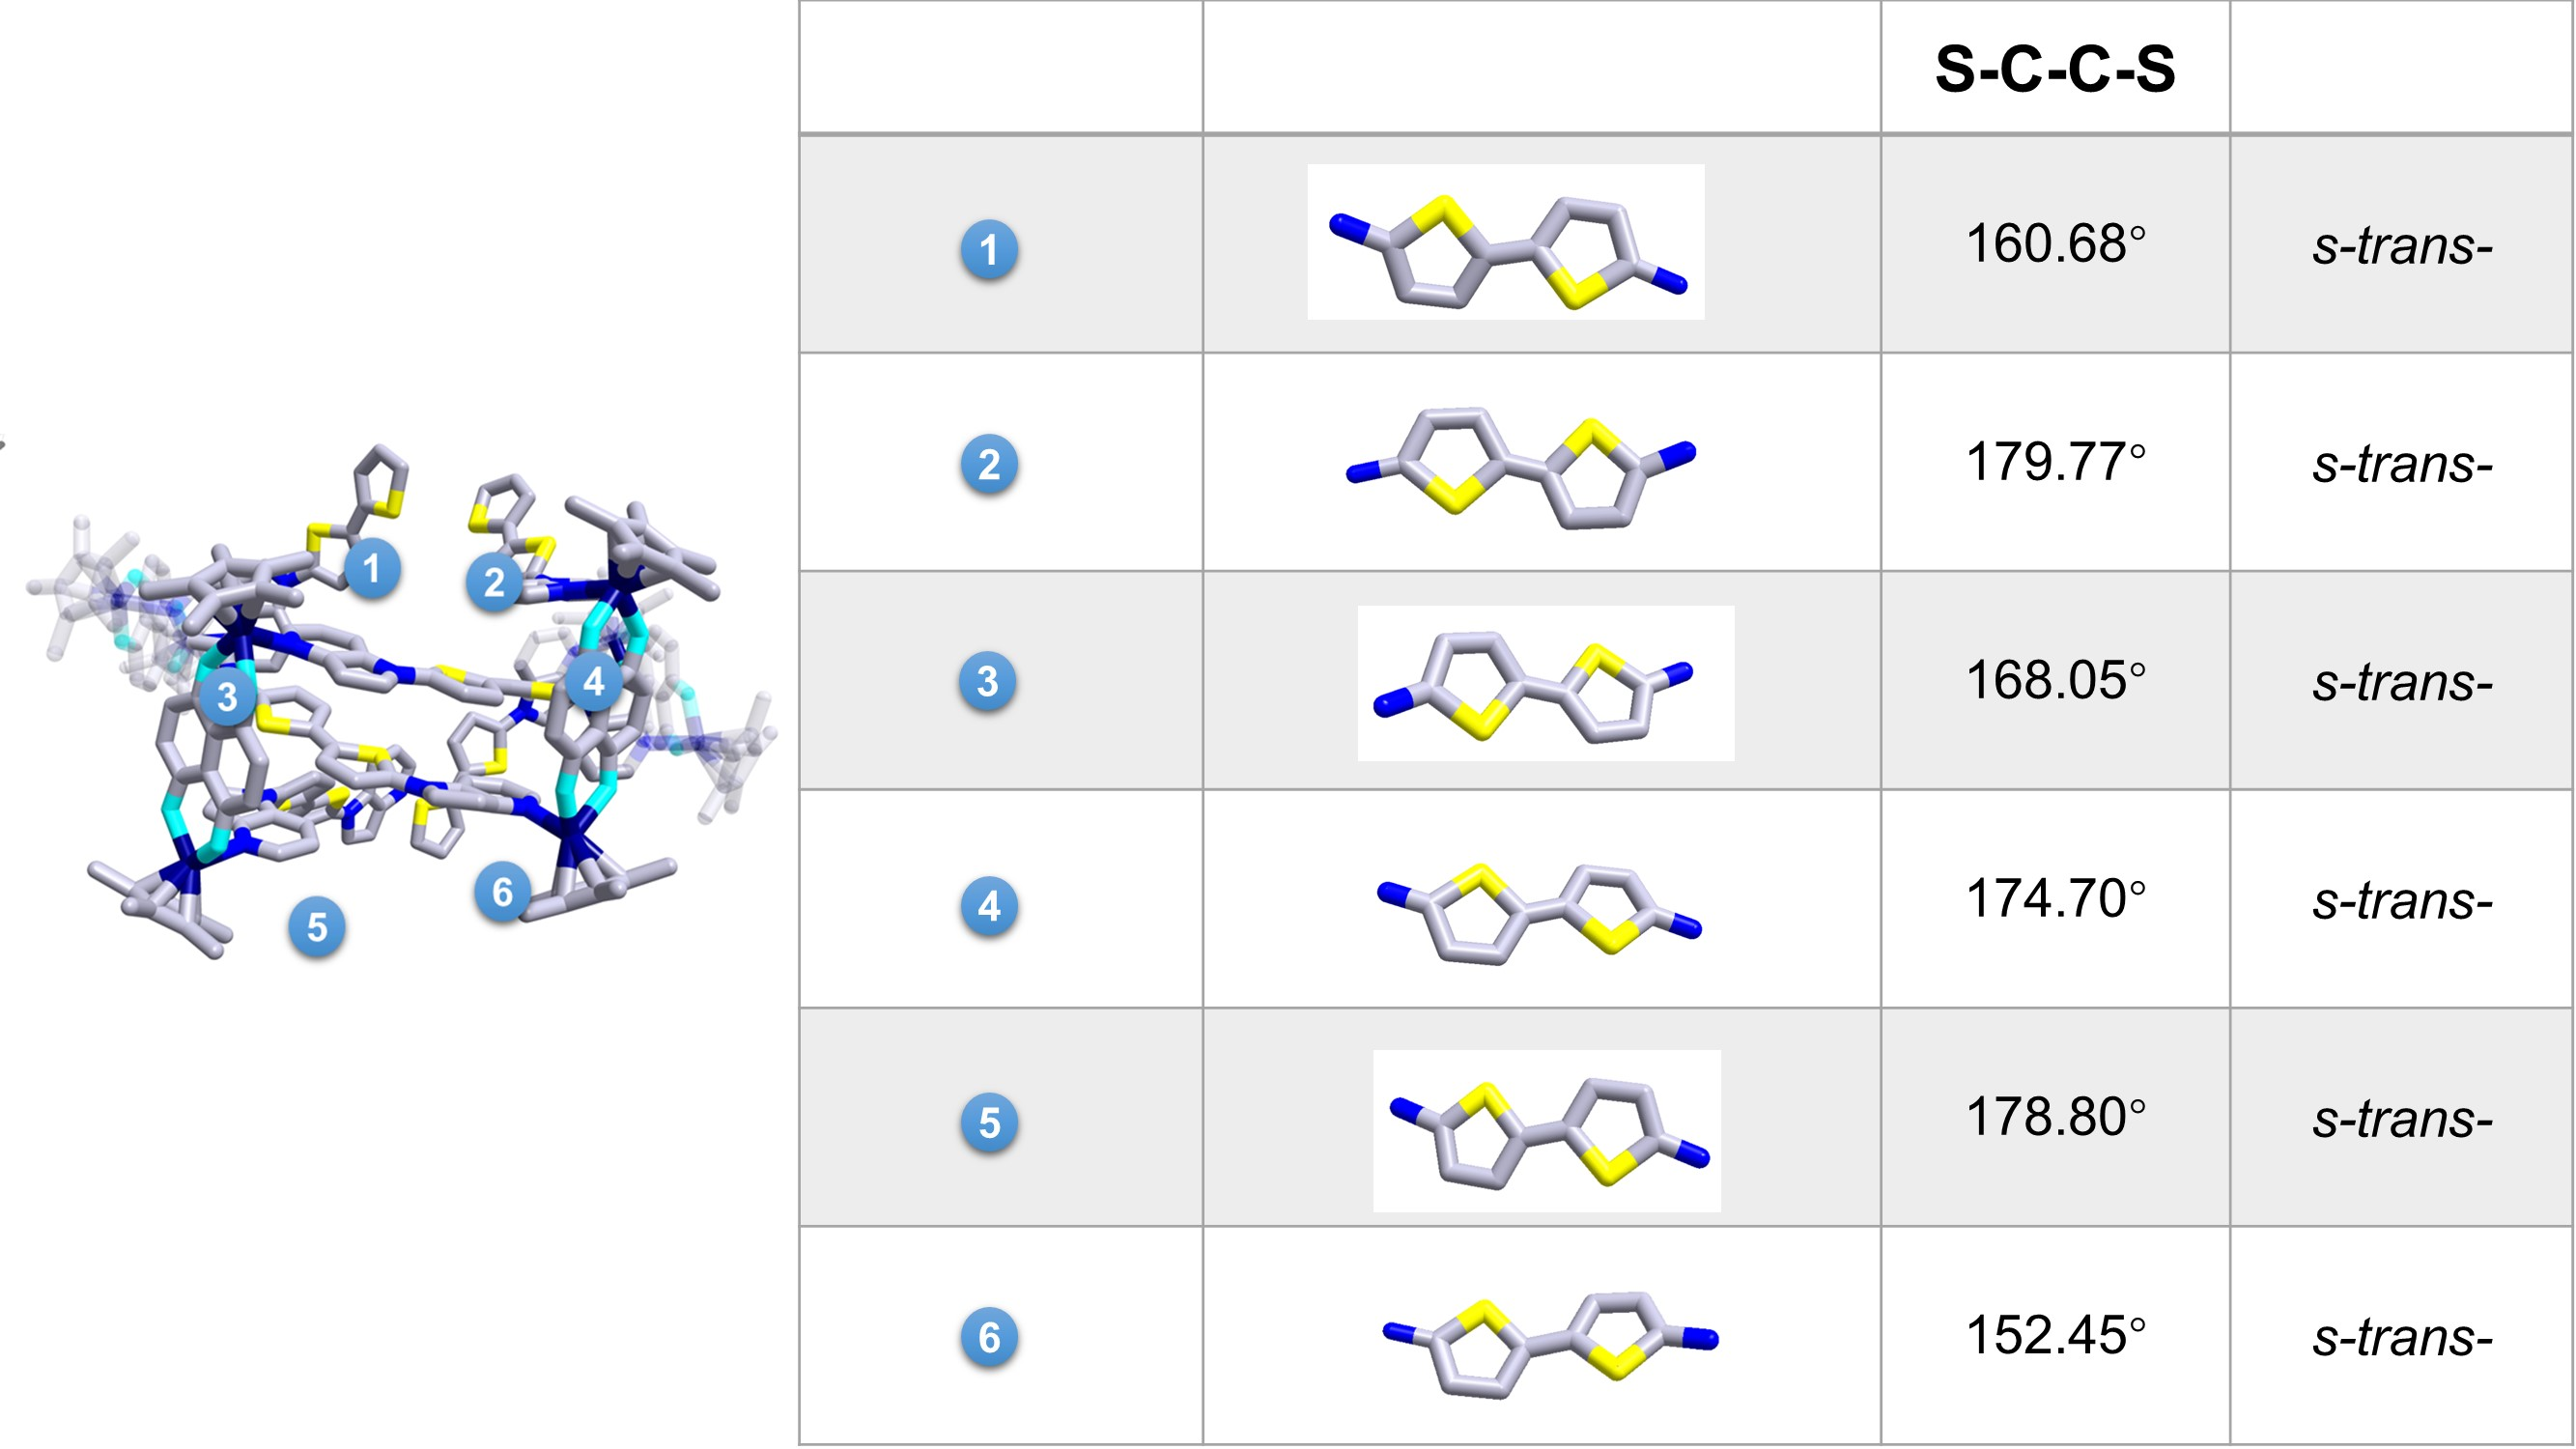 S-C-C-S
1 160.68° s-trans-
2 179.77° s-trans-
3 168.05° s-trans-
4 174.70° s-trans-
5 178.80° s-trans-
6 152.45° s-trans-
1
2
3
4
5
6